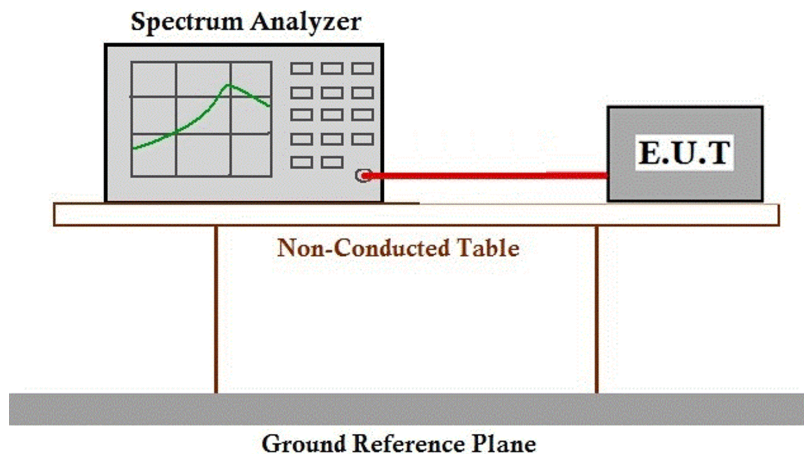 Spectrum Analyzer
E.U.T
Non-Conducted Table
Ground Reference Plane